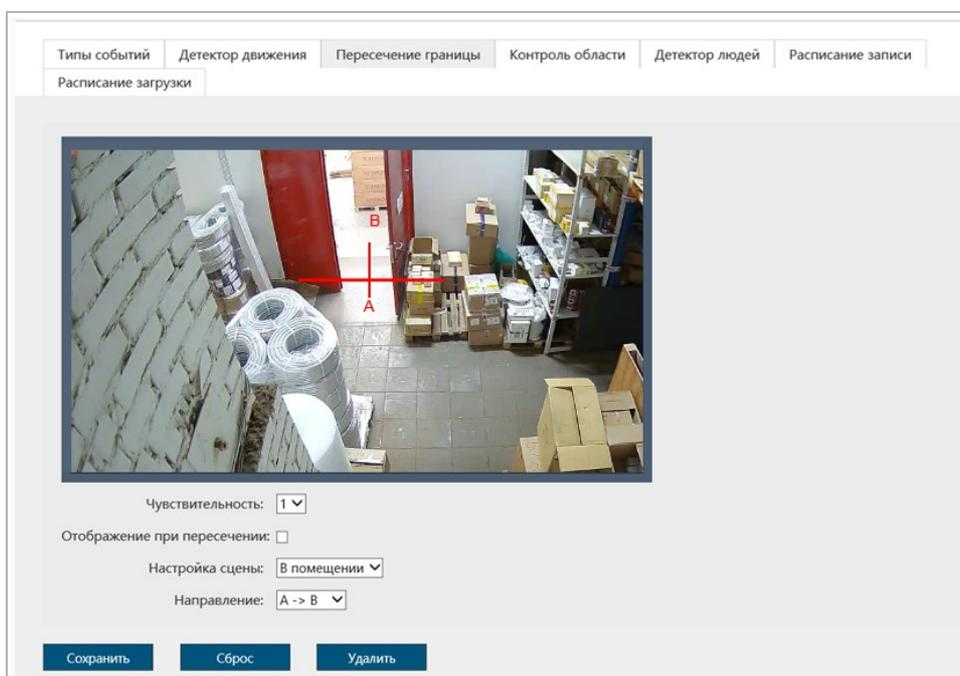 Типы событий Детектор движения Пересечение границы Контроль области Детектор людей Расписание записи
Расписание загрузки
B
A
Чувствительность: 1
Отображение при пересечении:
Настройка сцены: В помещении
Направление: A -> B
Сохранить Сброс Удалить